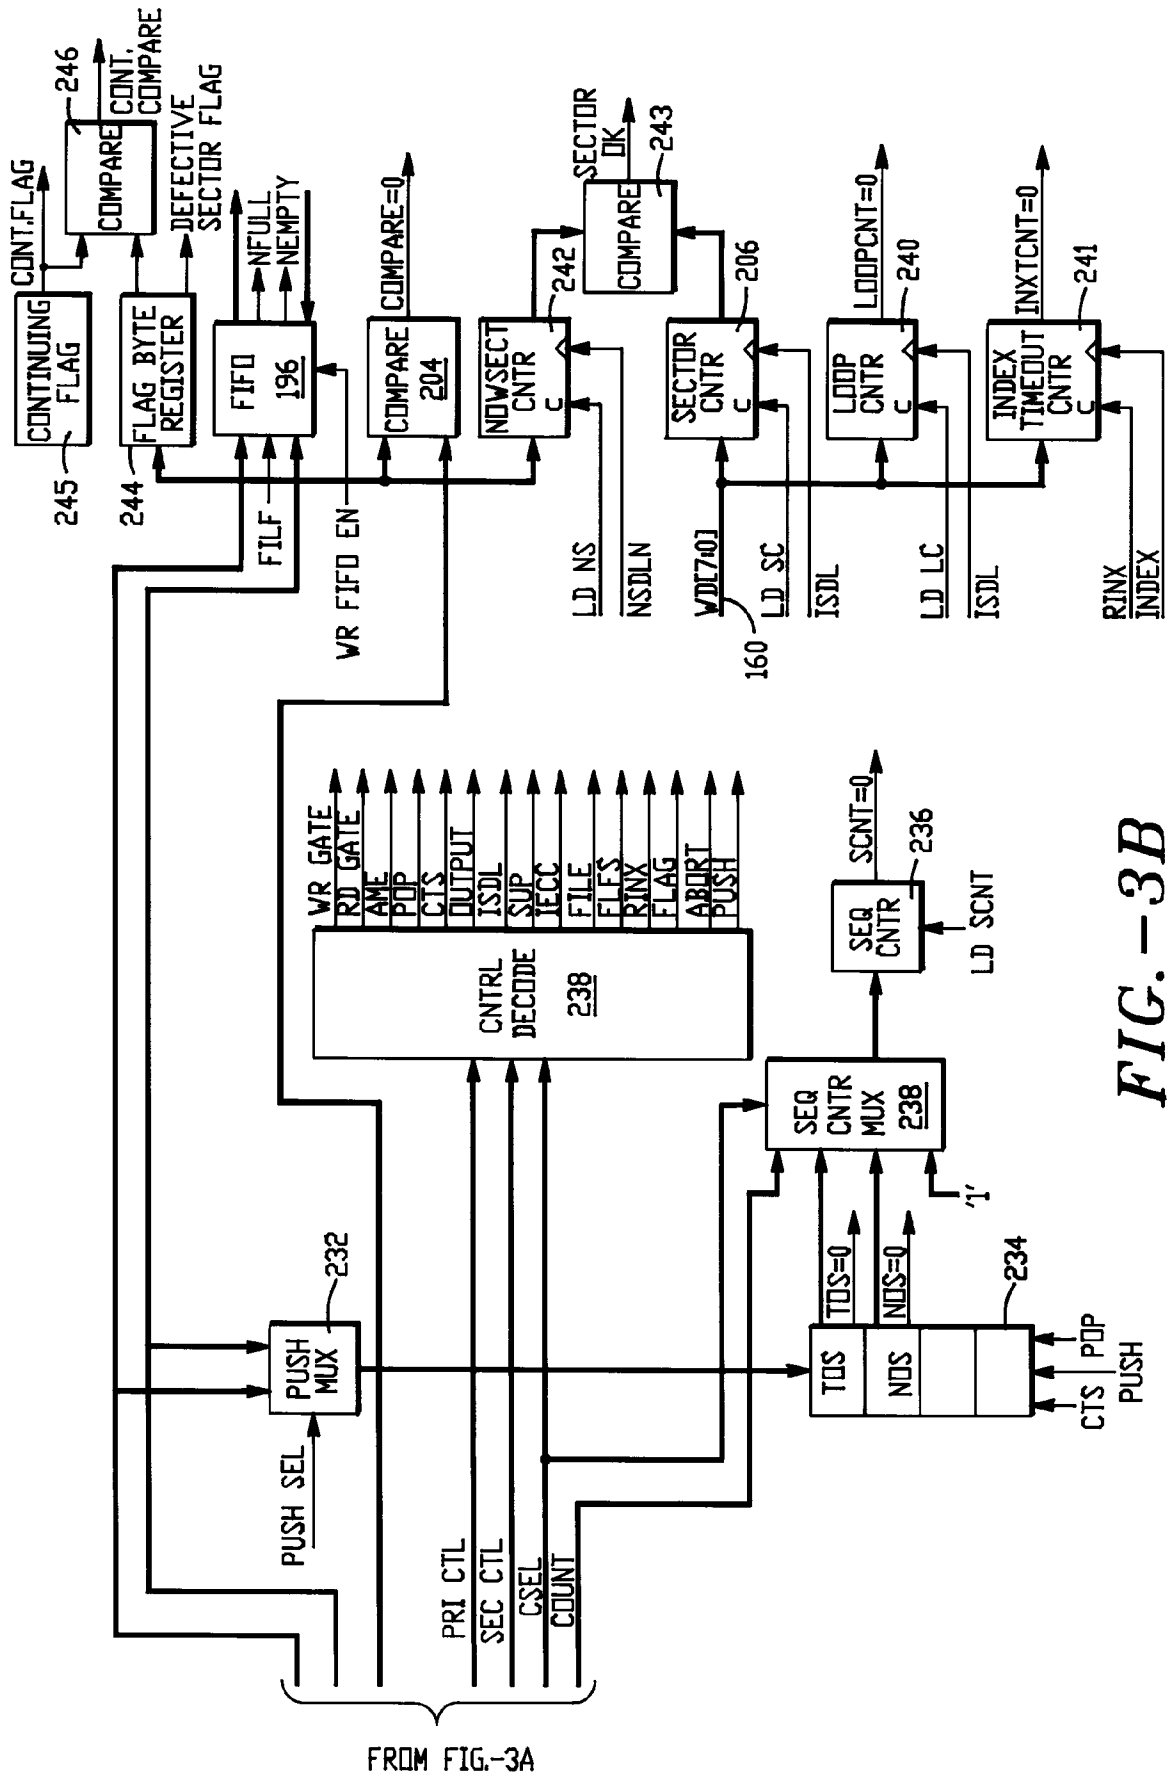 FROM FIG.-3A
PUSH SEL
PUSH
MUX
232
PRI CTL
SEC CTL
CSEL
COUNT
CNTRL
DECODE
238
WR GATE
RD GATE
AME
POP
CTS
OUTPUT
ISDL
SUP
IECC
FILE
FLFS
RINX
FLAG
ABORT
PUSH
TOS
NOS
TOS=0
NOS=0
234
CTS
PUSH
POP
'1'
SEQ
CNTR
MUX
238
SEQ
CNTR
236
SCNT=0
LD SCNT
CONTINUING
FLAG
245
CONT.FLAG
COMPARE
246
CONT.
COMPARE
FLAG BYTE
REGISTER
244
DEFECTIVE
SECTOR FLAG
FIFO
196
NFULL
NEMPTY
FILF
WR FIFO EN
COMPARE
204
COMPARE=0
NOWSECT
CNTR
C
242
LD NS
NSDLN
COMPARE
243
SECTOR
OK
SECTOR
CNTR
C
206
WD[7:0]
160
LD SC
ISDL
LOOP
CNTR
C
240
LOOPCNT=0
LD LC
ISDL
INDEX
TIMEOUT
CNTR
C
241
INXTCNT=0
RINX
INDEX
FIG.-3B